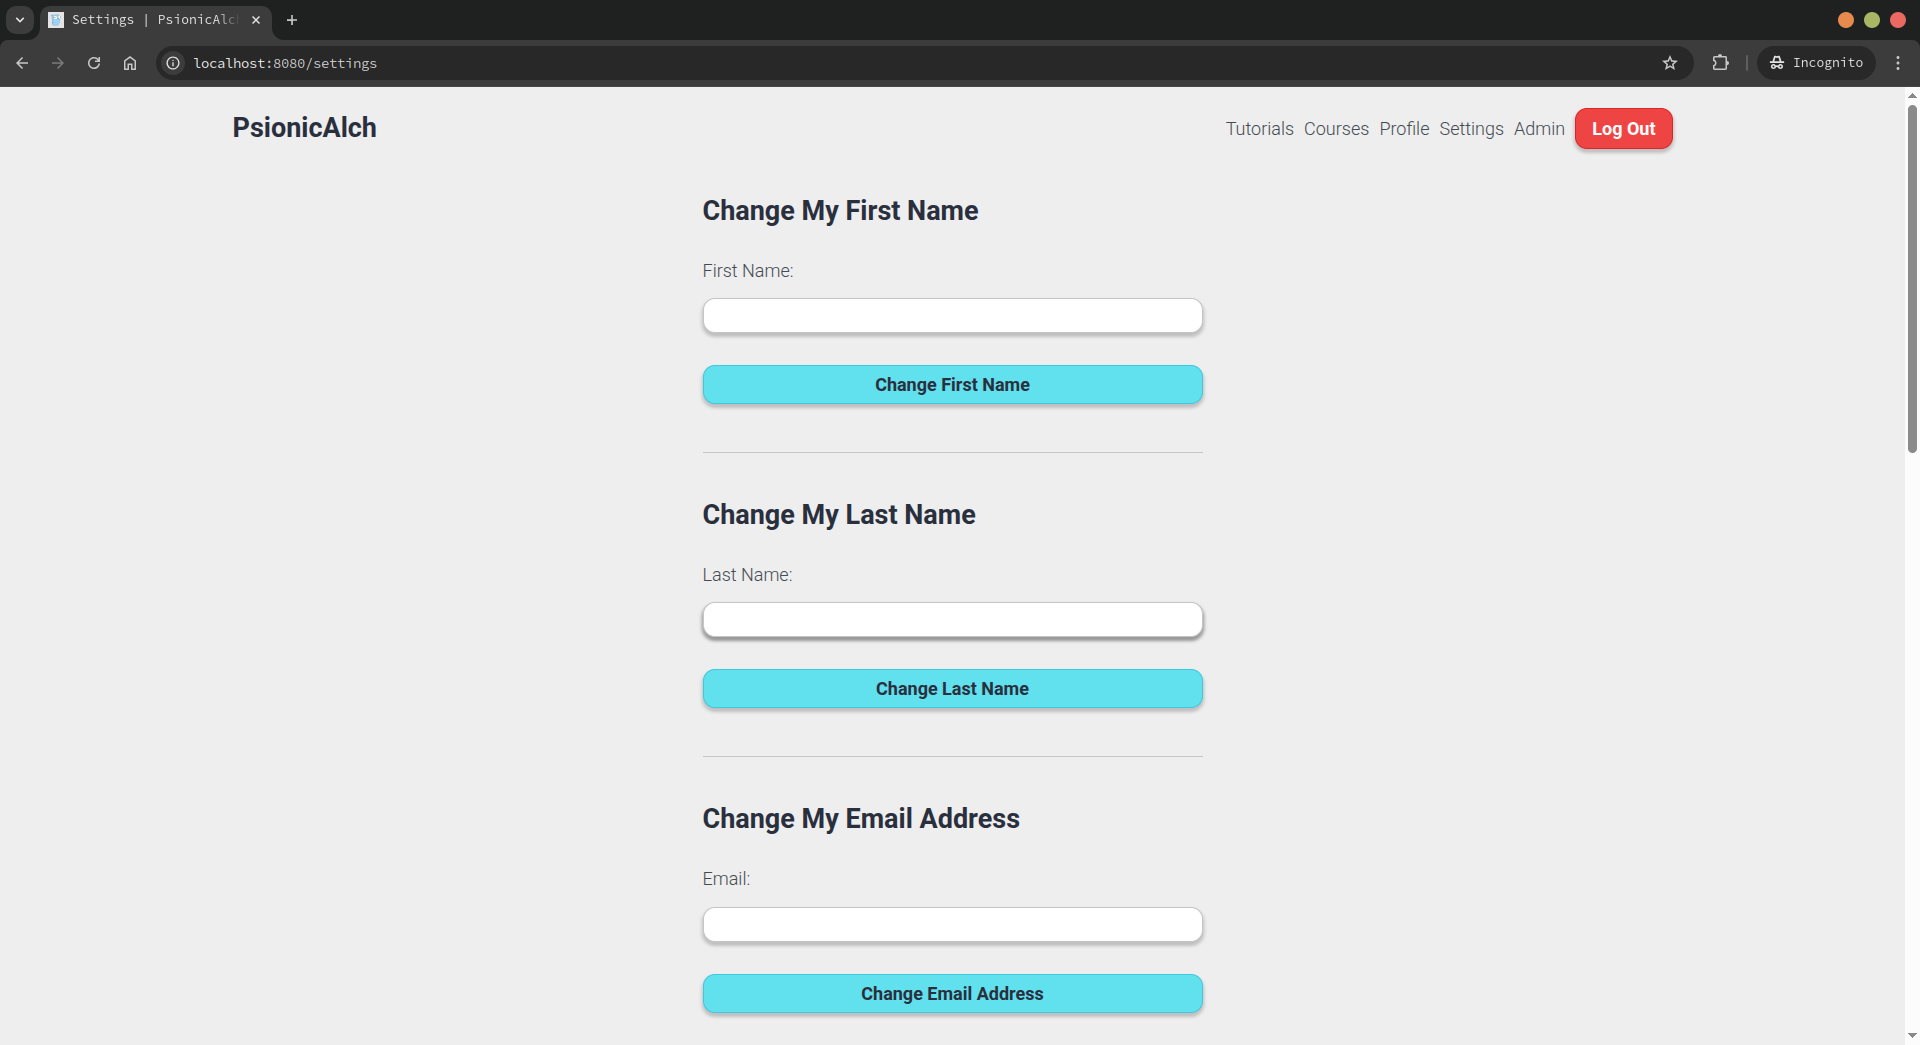 Settings | PsionicAlc
localhost:8080/settings
Incognito
PsionicAlch
Tutorials Courses Profile Settings Admin Log Out
Change My First Name
First Name:
Change First Name
Change My Last Name
Last Name:
Change Last Name
Change My Email Address
Email:
Change Email Address